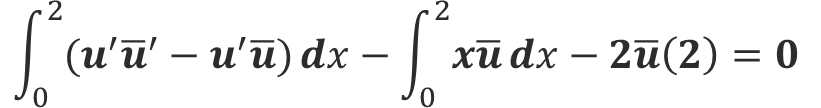 ∫₀² (u′ū′ − u′ū) dx − ∫₀² xū dx − 2ū(2) = 0